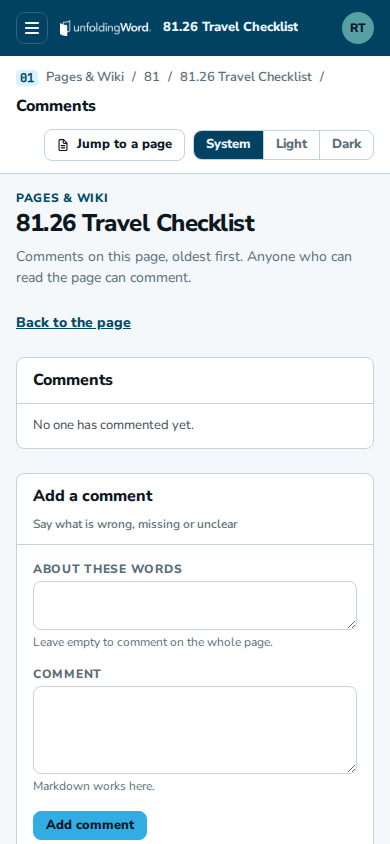 unfoldingWord.
81.26 Travel Checklist
RT
01 Pages & Wiki / 81 / 81.26 Travel Checklist /
Comments
Jump to a page
System
Light
Dark
PAGES & WIKI
81.26 Travel Checklist
Comments on this page, oldest first. Anyone who can
read the page can comment.
Back to the page
Comments
No one has commented yet.
Add a comment
Say what is wrong, missing or unclear
ABOUT THESE WORDS
Leave empty to comment on the whole page.
COMMENT
Markdown works here.
Add comment